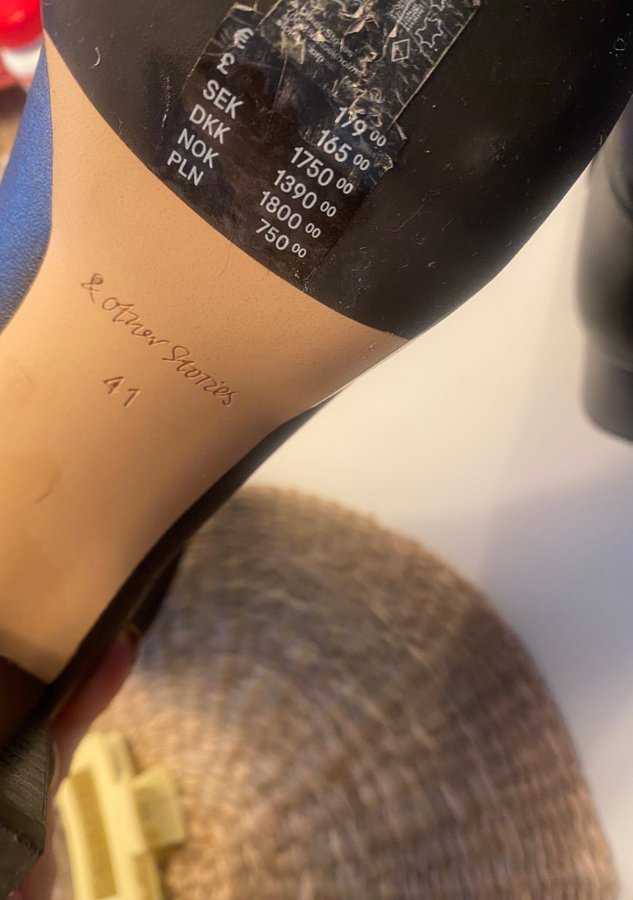 € 179 00
£ 165 00
SEK 1750 00
DKK 1390 00
NOK 1800 00
PLN 750 00
& Other Stories
41